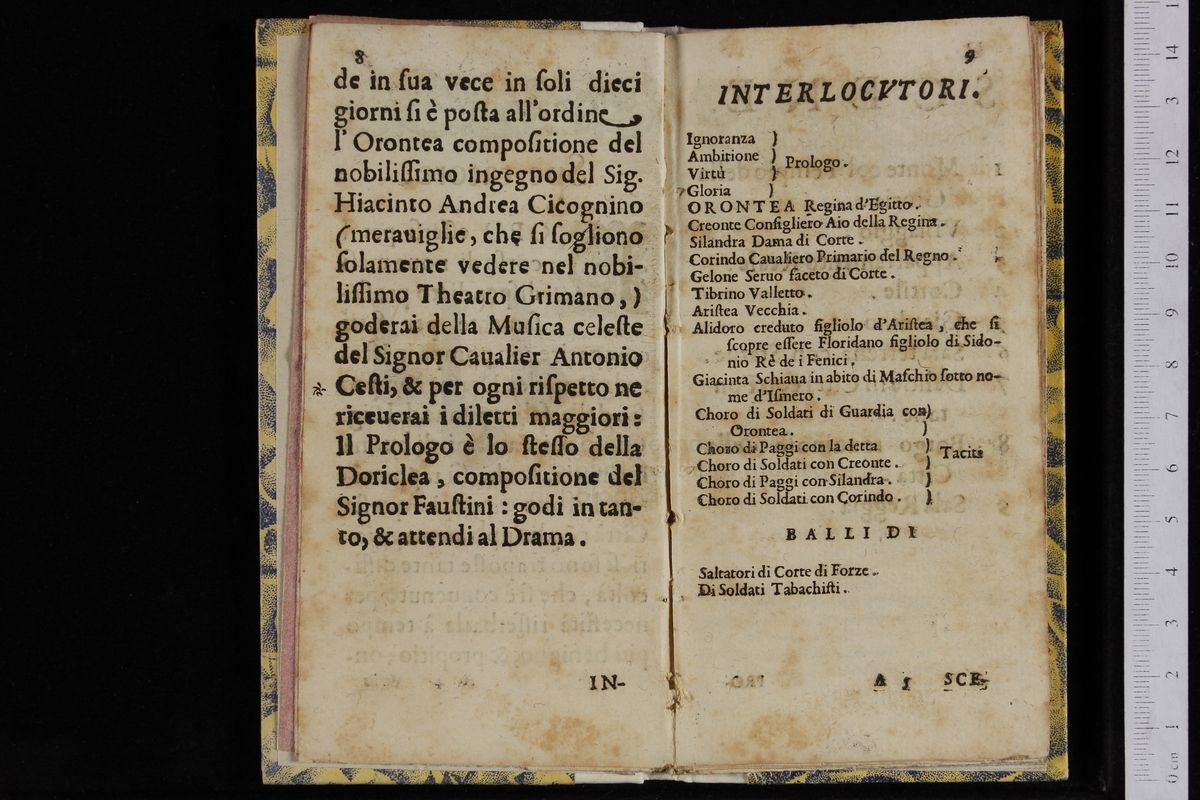 8
de in ſua vece in ſoli dieci
giorni ſi è poſta all'ordine
l'Orontea compoſitione del
nobiliſſimo ingegno del Sig.
Hiacinto Andrea Cicognino
(merauiglie, che ſi ſogliono
ſolamente vedere nel nobi-
liſſimo Theatro Grimano,)
goderai della Muſica celeſte
del Signor Caualier Antonio
* Ceſti, & per ogni riſpetto ne
riceuerai i diletti maggiori:
Il Prologo è lo ſteſſo della
Doriclea, compoſitione del
Signor Fauſtini: godi in tan-
to, & attendi al Drama.
IN-
9
INTERLOCVTORI.
Ignoranza )
Ambitione )
Virtù ) Prologo.
Gloria )
ORONTEA Regina d'Egitto.
Creonte Conſigliero Aio della Regina.
Silandra Dama di Corte.
Corindo Caualiero Primario del Regno.
Gelone Seruo faceto di Corte.
Tibrino Valletto.
Ariſtea Vecchia.
Alidoro creduto figliolo d'Ariſtea, che ſi
ſcopre eſſere Floridano figliolo di Sido-
nio Rè de i Fenici.
Giacinta Schiaua in abito di Maſchio ſotto no-
me d'Iſmero.
Choro di Soldati di Guardia con)
Orontea. )
Choro di Paggi con la detta ) Taciti
Choro di Soldati con Creonte. )
Choro di Paggi con Silandra. )
Choro di Soldati con Corindo. )
BALLI DI
Saltatori di Corte di Forze.
Di Soldati Tabachiſti.
A 5 SCE-